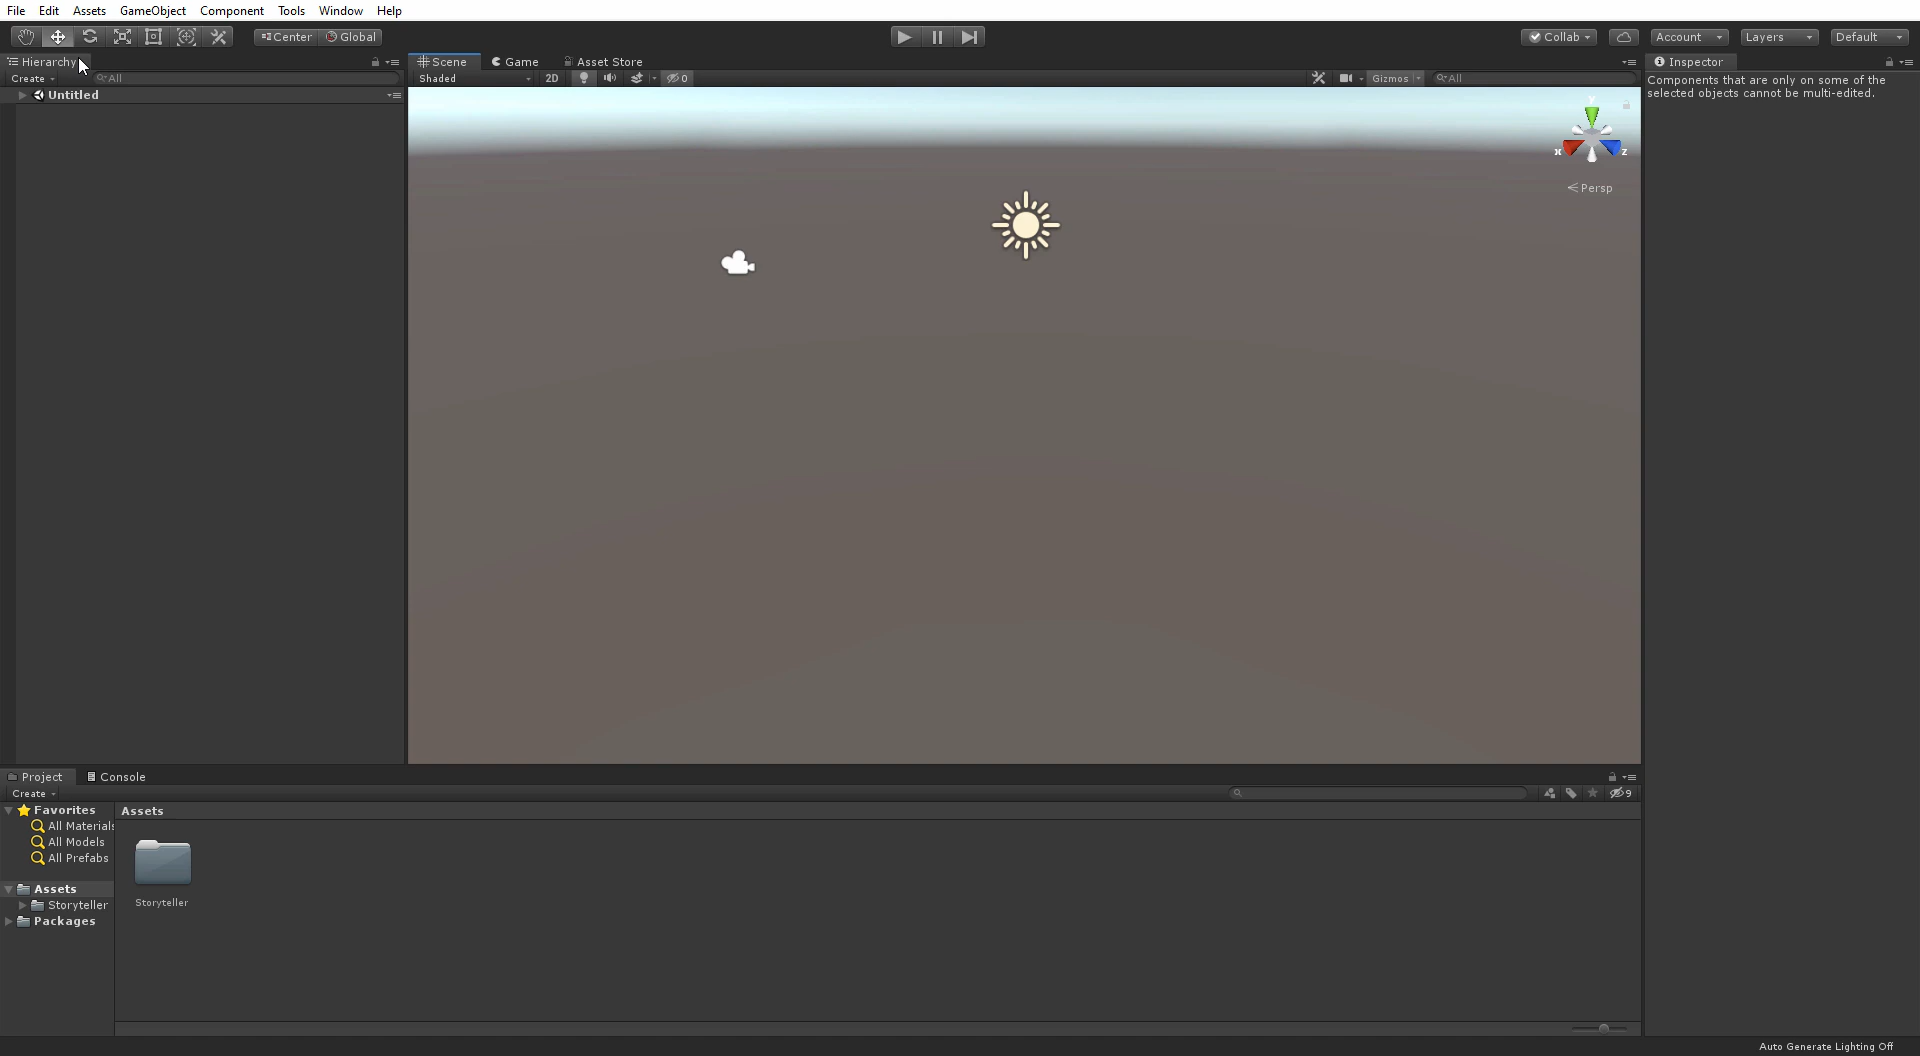 File Edit Assets GameObject Component Tools Window Help
Center Global Collab Account Layers Default
Hierarchy Scene Game Asset Store Inspector
Create All Shaded 2D 0 Gizmos All
Components that are only on some of the
selected objects cannot be multi-edited.
Untitled
y
x z
Persp
Project Console
Create 9
Favorites
All Materials
All Models
All Prefabs
Assets
Storyteller
Packages
Assets
Storyteller
Auto Generate Lighting Off